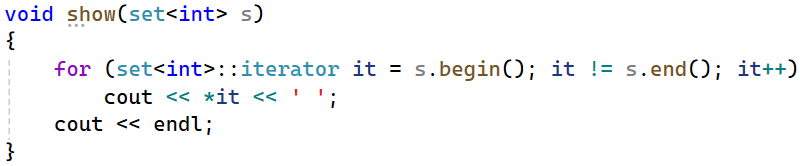 void show(set<int> s)
{
    for (set<int>::iterator it = s.begin(); it != s.end(); it++)
        cout << *it << ' ';
    cout << endl;
}